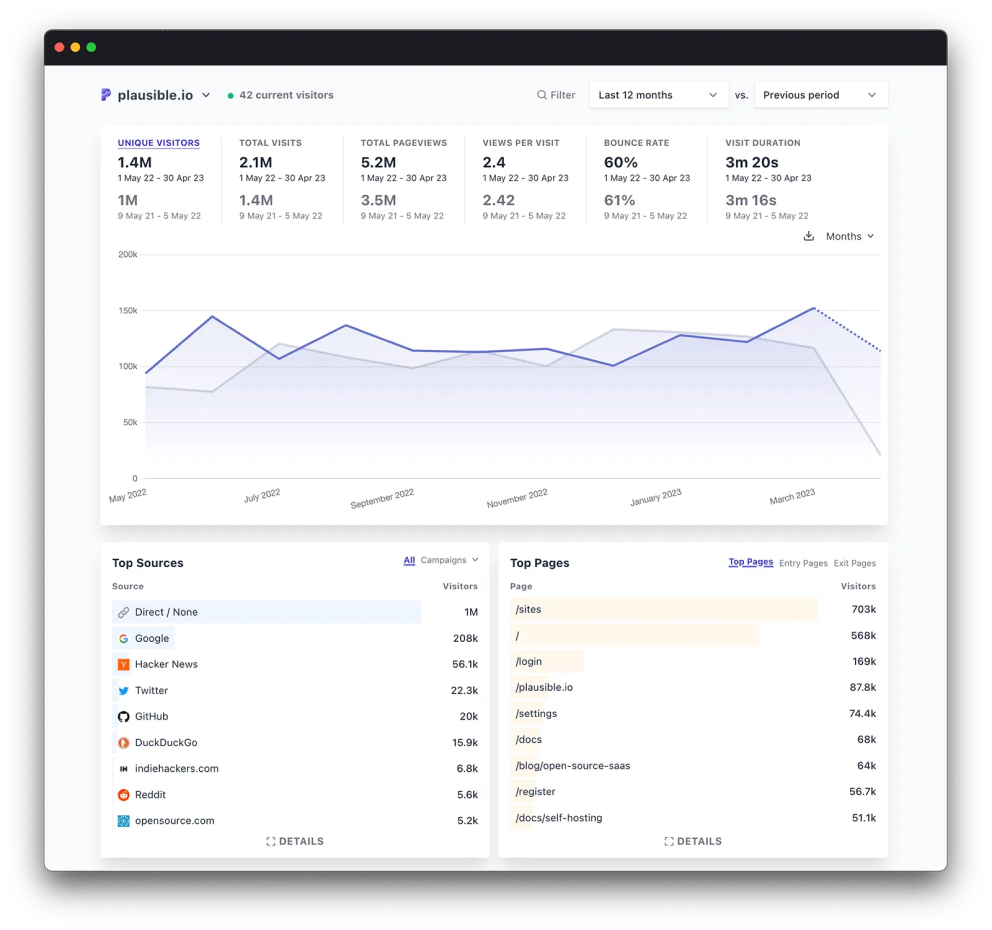 plausible.io
42 current visitors
Filter
Last 12 months
vs.
Previous period
UNIQUE VISITORS
1.4M
1 May 22 - 30 Apr 23
1M
9 May 21 - 5 May 22
TOTAL VISITS
2.1M
1 May 22 - 30 Apr 23
1.4M
9 May 21 - 5 May 22
TOTAL PAGEVIEWS
5.2M
1 May 22 - 30 Apr 23
3.5M
9 May 21 - 5 May 22
VIEWS PER VISIT
2.4
1 May 22 - 30 Apr 23
2.42
9 May 21 - 5 May 22
BOUNCE RATE
60%
1 May 22 - 30 Apr 23
61%
9 May 21 - 5 May 22
VISIT DURATION
3m 20s
1 May 22 - 30 Apr 23
3m 16s
9 May 21 - 5 May 22
Months
200k
150k
100k
50k
0
May 2022
July 2022
September 2022
November 2022
January 2023
March 2023
Top Sources
All Campaigns
Source Visitors
Direct / None 1M
Google 208k
Hacker News 56.1k
Twitter 22.3k
GitHub 20k
DuckDuckGo 15.9k
indiehackers.com 6.8k
Reddit 5.6k
opensource.com 5.2k
DETAILS
Top Pages
Top Pages Entry Pages Exit Pages
Page Visitors
/sites 703k
/ 568k
/login 169k
/plausible.io 87.8k
/settings 74.4k
/docs 68k
/blog/open-source-saas 64k
/register 56.7k
/docs/self-hosting 51.1k
DETAILS